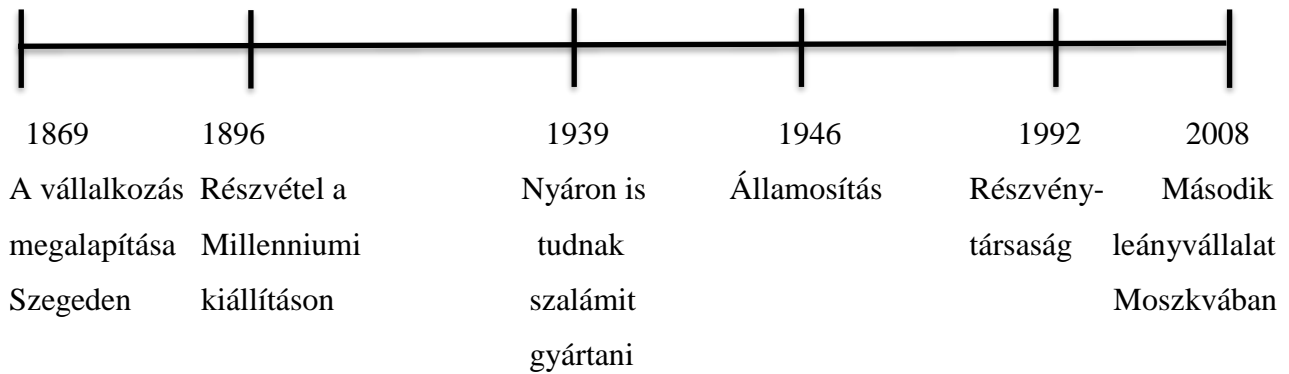 1869 1896 1939 1946 1992 2008
A vállalkozás Részvétel a Nyáron is Államosítás Részvény- Második
megalapítása Millenniumi tudnak társaság leányvállalat
Szegeden kiállításon szalámit Moszkvában
gyártani